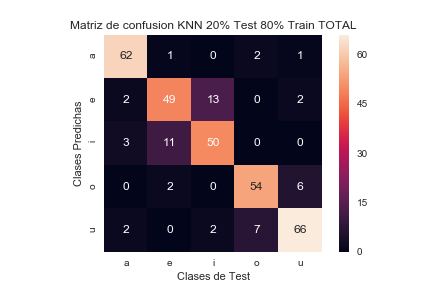 Matriz de confusion KNN 20% Test 80% Train TOTAL
Clases Predichas
a 62 1 0 2 1
e 2 49 13 0 2
i 3 11 50 0 0
o 0 2 0 54 6
u 2 0 2 7 66
a e i o u
Clases de Test
60
45
30
15
0